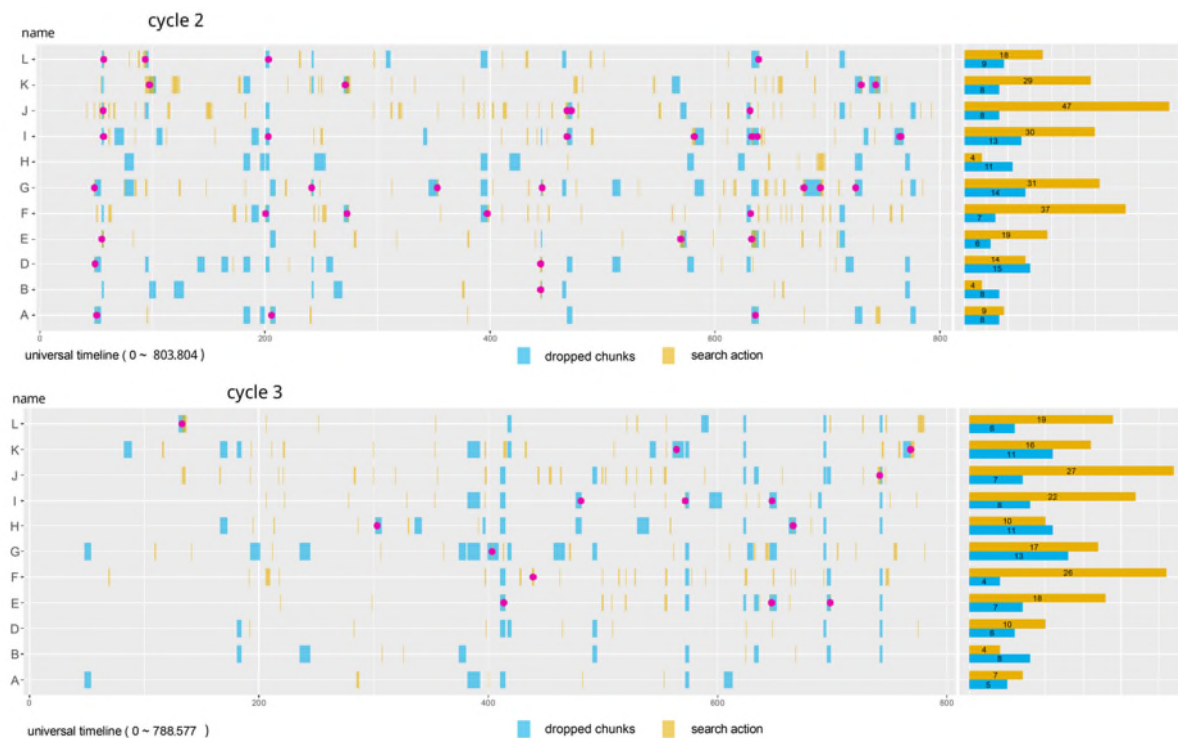 cycle 2
name
L 18 9
K 29 8
J 47 8
I 30 13
H 4 11
G 31 14
F 37 7
E 19 6
D 14 15
B 4 8
A 9 8
0 200 400 600 800
universal timeline ( 0 ~ 803.804 )
dropped chunks search action
cycle 3
name
L 19 6
K 16 11
J 27 7
I 22 8
H 10 11
G 17 13
F 26 4
E 18 7
D 10 6
B 4 8
A 7 5
0 200 400 600
universal timeline ( 0 ~ 788.577 )
dropped chunks search action